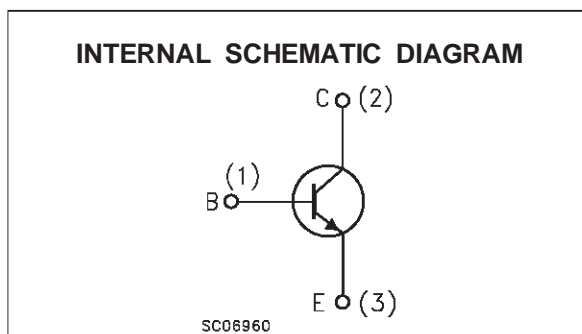 INTERNAL SCHEMATIC DIAGRAM
C (2)
(1)
B
E (3)
SC06960